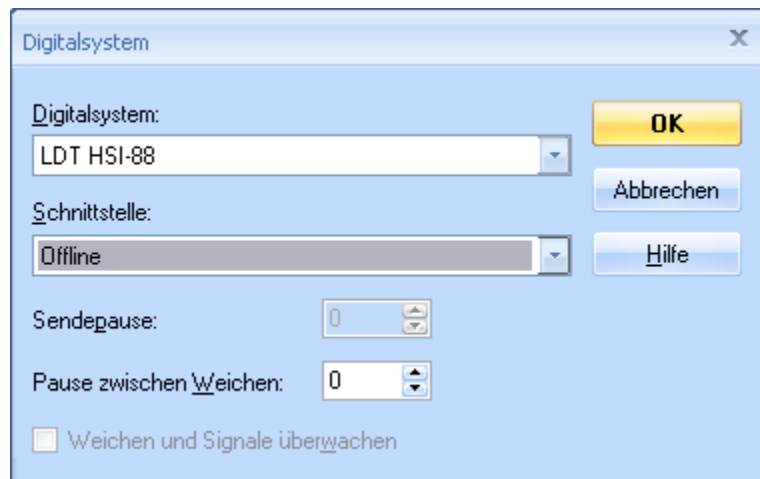 Digitalsystem
Digitalsystem:
LDT HSI-88
Schnittstelle:
Offline
Sendepause: 0
Pause zwischen Weichen: 0
Weichen und Signale überwachen
OK
Abbrechen
Hilfe